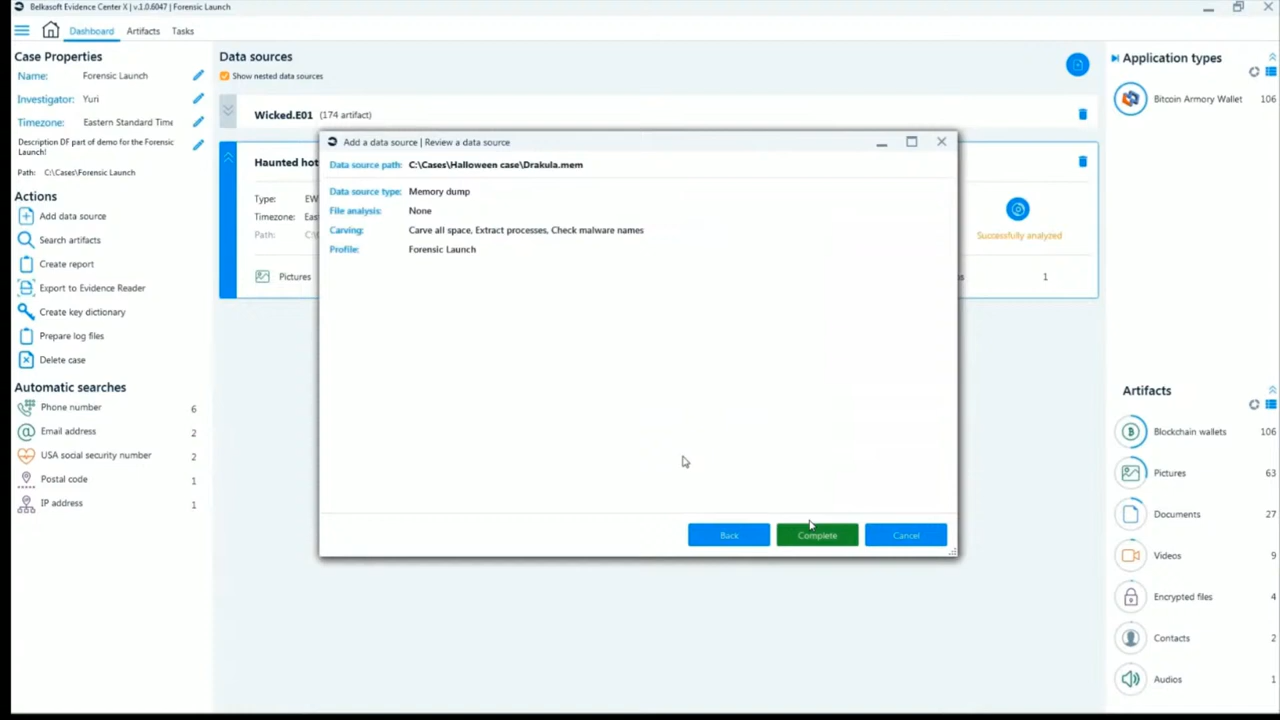 Belkasoft Evidence Center X | v.1.0.6047 | Forensic Launch
Dashboard Artifacts Tasks
Case Properties
Name: Forensic Launch
Investigator: Yuri
Timezone: Eastern Standard Time
Description DF part of demo for the Forensic
Launch!
Path: C:\Cases\Forensic Launch
Actions
Add data source
Search artifacts
Create report
Export to Evidence Reader
Create key dictionary
Prepare log files
Delete case
Automatic searches
Phone number 6
Email address 2
USA social security number 2
Postal code 1
IP address 1
Data sources
Show nested data sources
Wicked.E01 (174 artifact)
Haunted hot
Type: EW
Timezone: Eas
Path: C:\
Pictures
Successfully analyzed
1
Add a data source | Review a data source
Data source path: C:\Cases\Halloween case\Drakula.mem
Data source type: Memory dump
File analysis: None
Carving: Carve all space, Extract processes, Check malware names
Profile: Forensic Launch
Back Complete Cancel
Application types
Bitcoin Armory Wallet 106
Artifacts
Blockchain wallets 106
Pictures 63
Documents 27
Videos 9
Encrypted files 4
Contacts 2
Audios 1